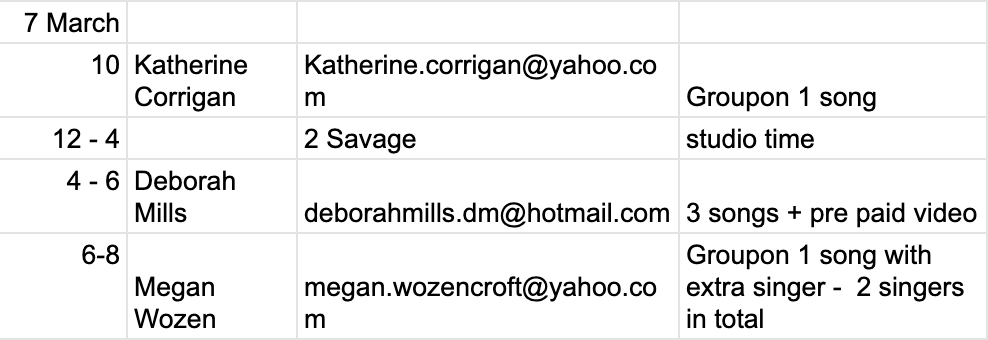 7 March
10 Katherine Corrigan Katherine.corrigan@yahoo.com Groupon 1 song
12 - 4 2 Savage studio time
4 - 6 Deborah Mills deborahmills.dm@hotmail.com 3 songs + pre paid video
6-8 Megan Wozen megan.wozencroft@yahoo.com Groupon 1 song with extra singer - 2 singers in total